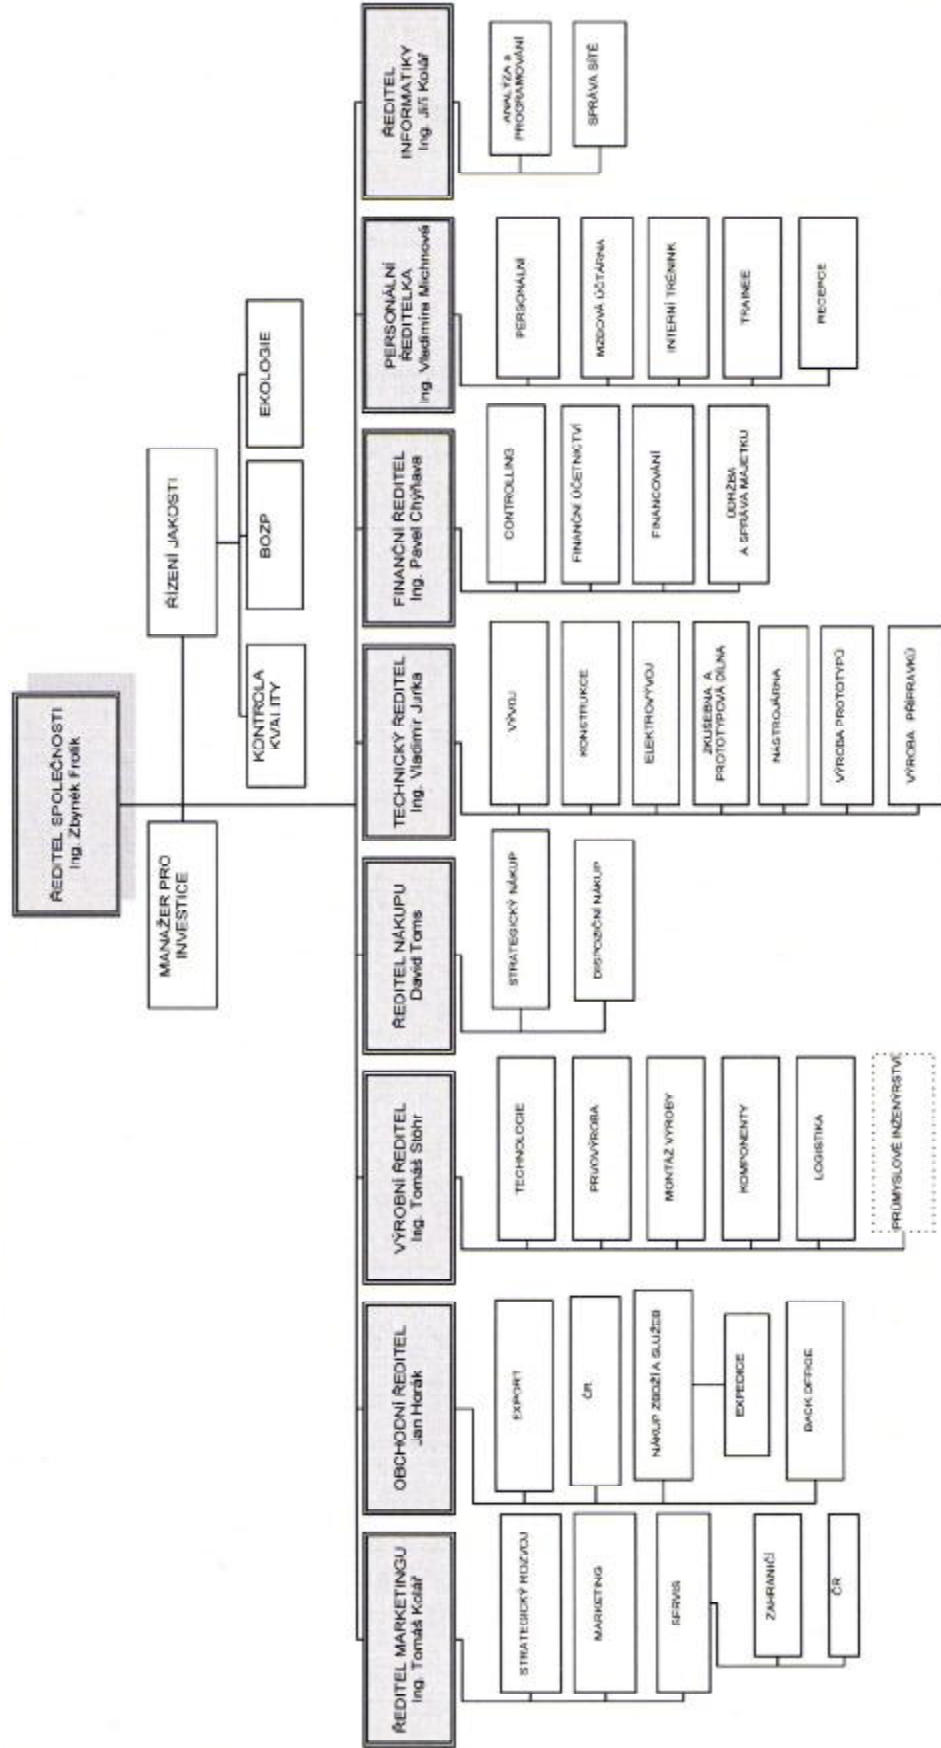 ŘEDITEL SPOLEČNOSTI
Ing. Zbyněk Frolík
MANAŽER PRO
INVESTICE
ŘÍZENÍ JAKOSTI
KONTROLA
KVALITY
BOZP
EKOLOGIE
ŘEDITEL MARKETINGU
Ing. Tomáš Kolář
STRATEGICKÝ ROZVOJ
MARKETING
SERVIS
ZAHRANIČÍ
ČR
OBCHODNÍ ŘEDITEL
Jan Horák
EXPORT
ČR
NÁKUP ZBOŽÍ A SLUŽEB
EXPEDICE
BACK OFFICE
VÝROBNÍ ŘEDITEL
Ing. Tomáš Stöhr
TECHNOLOGIE
PRVOVÝROBA
MONTÁŽ VÝROBY
KOMPONENTY
LOGISTIKA
PRŮMYSLOVÉ INŽENÝRSTVÍ
ŘEDITEL NÁKUPU
David Toms
STRATEGICKÝ NÁKUP
DISPOZIČNÍ NÁKUP
TECHNICKÝ ŘEDITEL
Ing. Vladimír Jurka
VÝVOJ
KONSTRUKCE
ELEKTROVÝVOJ
ZKUŠEBNA A
PROTOTYPOVÁ DÍLNA
NÁSTROJÁRNA
VÝROBA PROTOTYPŮ
VÝROBA PŘÍPRAVKŮ
FINANČNÍ ŘEDITEL
Ing. Pavel Chýňava
CONTROLLING
FINANČNÍ ÚČETNICTVÍ
FINANCOVÁNÍ
ÚDRŽBA
A SPRÁVA MAJETKU
PERSONÁLNÍ
ŘEDITELKA
Ing. Vladimíra Michnová
PERSONÁLNÍ
MZDOVÁ ÚČTÁRNA
INTERNÍ TRÉNINK
TRAINEE
RECEPCE
ŘEDITEL
INFORMATIKY
Ing. Jiří Kolář
ANALÝZA a
PROGRAMOVÁNÍ
SPRÁVA SÍTĚ